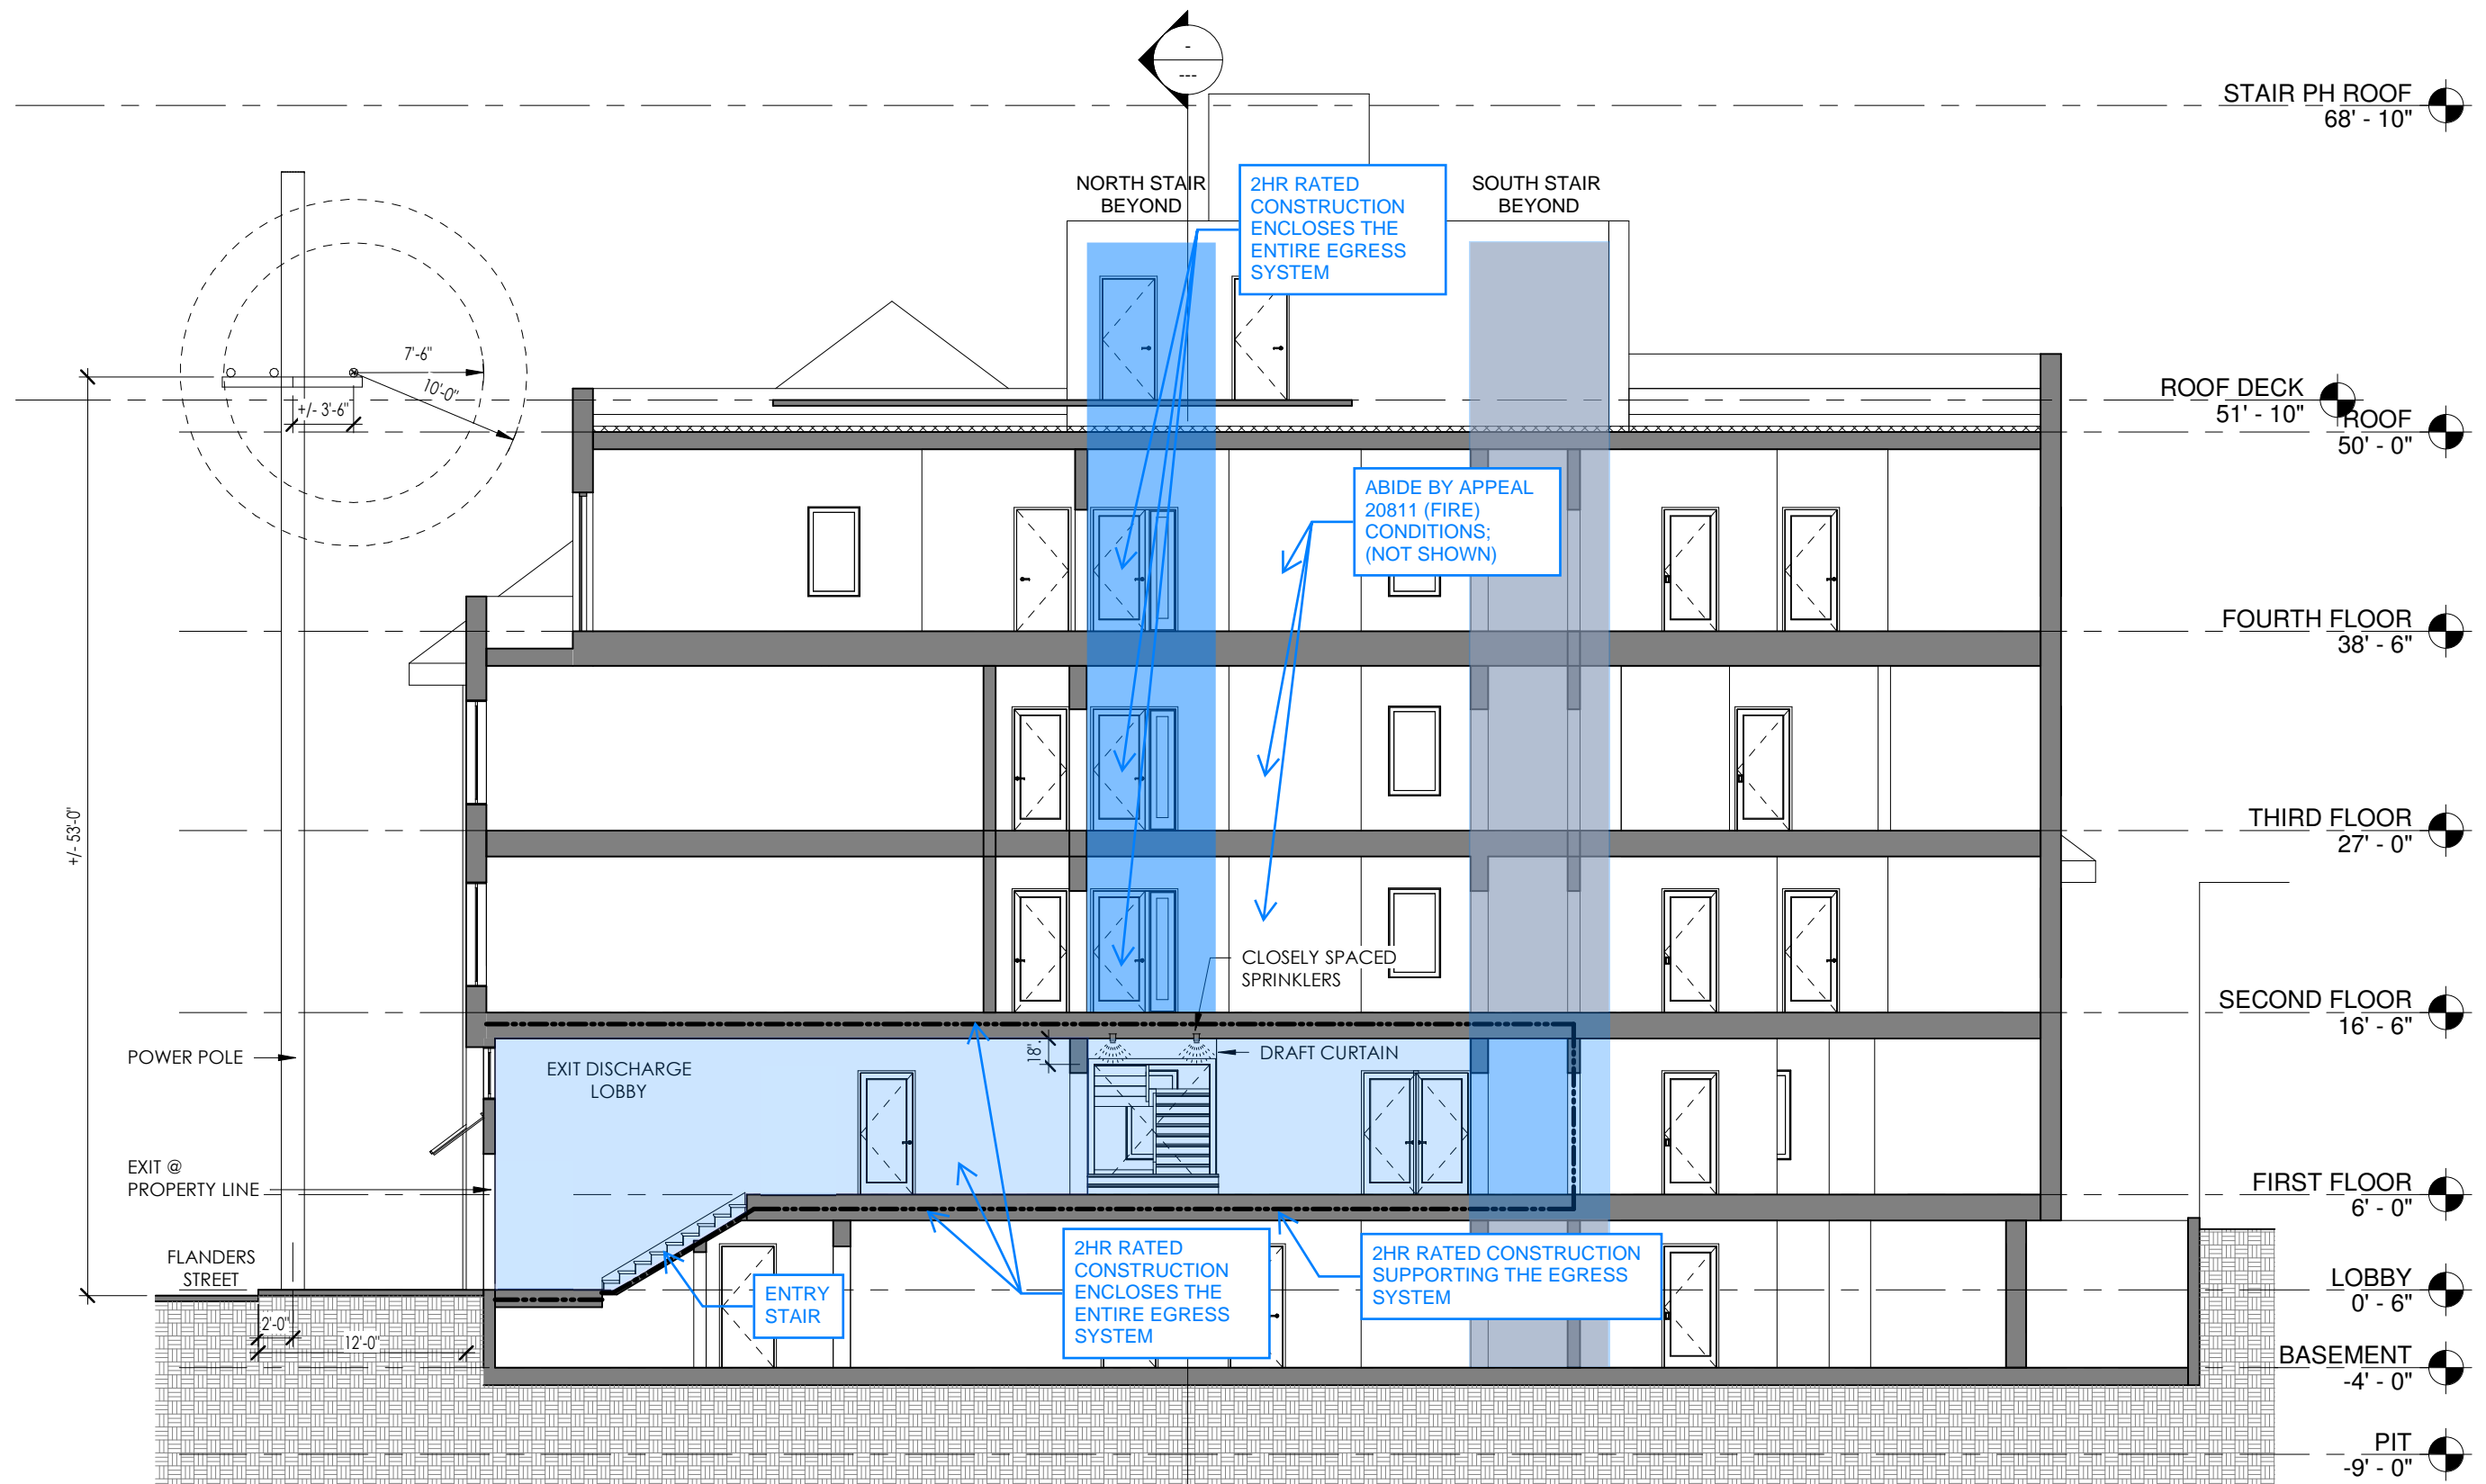 -
---
STAIR PH ROOF
68' - 10"
NORTH STAIR
BEYOND
2HR RATED
CONSTRUCTION
ENCLOSES THE
ENTIRE EGRESS
SYSTEM
SOUTH STAIR
BEYOND
7'-6"
10'-0"
+/- 3'-6"
ROOF DECK
51' - 10"
ROOF
50' - 0"
ABIDE BY APPEAL
20811 (FIRE)
CONDITIONS;
(NOT SHOWN)
FOURTH FLOOR
38' - 6"
+/- 53'-0"
THIRD FLOOR
27' - 0"
CLOSELY SPACED
SPRINKLERS
SECOND FLOOR
16' - 6"
POWER POLE
EXIT DISCHARGE
LOBBY
18"
DRAFT CURTAIN
EXIT @
PROPERTY LINE
FIRST FLOOR
6' - 0"
FLANDERS
STREET
ENTRY
STAIR
2HR RATED
CONSTRUCTION
ENCLOSES THE
ENTIRE EGRESS
SYSTEM
2HR RATED CONSTRUCTION
SUPPORTING THE EGRESS
SYSTEM
LOBBY
0' - 6"
2'-0"
12'-0"
BASEMENT
-4' - 0"
PIT
-9' - 0"